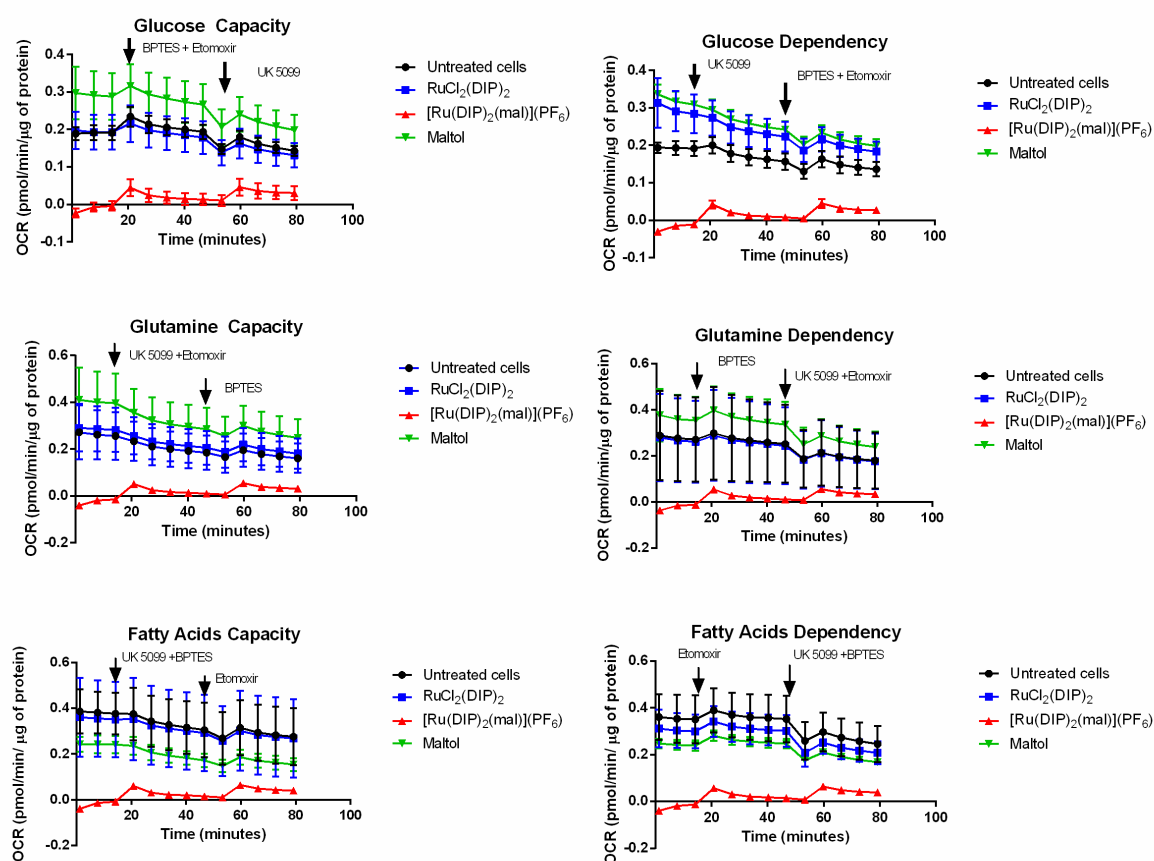 Glucose Capacity
BPTES + Etomoxir
UK 5099
OCR (pmol/min/μg of protein)
0.4
0.3
0.2
0.1
0.0
-0.1
20
40
60
80
100
Time (minutes)
Untreated cells
RuCl2(DIP)2
[Ru(DIP)2(mal)](PF6)
Maltol
Glucose Dependency
UK 5099
BPTES + Etomoxir
OCR (pmol/min/μg of protein)
0.4
0.3
0.2
0.1
0.0
-0.1
20
40
60
80
100
Time (minutes)
Untreated cells
RuCl2(DIP)2
[Ru(DIP)2(mal)](PF6)
Maltol
Glutamine Capacity
UK 5099 +Etomoxir
BPTES
OCR (pmol/min/μg of protein)
0.6
0.4
0.2
0.0
-0.2
20
40
60
80
100
Time (minutes)
Untreated cells
RuCl2(DIP)2
[Ru(DIP)2(mal)](PF6)
Maltol
Glutamine Dependency
BPTES
UK 5099 +Etomoxir
OCR (pmol/min/μg of protein)
0.6
0.4
0.2
0.0
-0.2
20
40
60
80
100
Time (minutes)
Untreated cells
RuCl2(DIP)2
[Ru(DIP)2(mal)](PF6)
Maltol
Fatty Acids Capacity
UK 5099 +BPTES
Etomoxir
OCR (pmol/min/ μg of protein)
0.6
0.4
0.2
0.0
-0.2
20
40
60
80
100
Time (minutes)
Untreated cells
RuCl2(DIP)2
[Ru(DIP)2(mal)](PF6)
Maltol
Fatty Acids Dependency
Etomoxir
UK 5099 +BPTES
OCR (pmol/min/ μg of protein)
0.6
0.4
0.2
0.0
-0.2
20
40
60
80
100
Time (minutes)
Untreated cells
RuCl2(DIP)2
[Ru(DIP)2(mal)](PF6)
Maltol